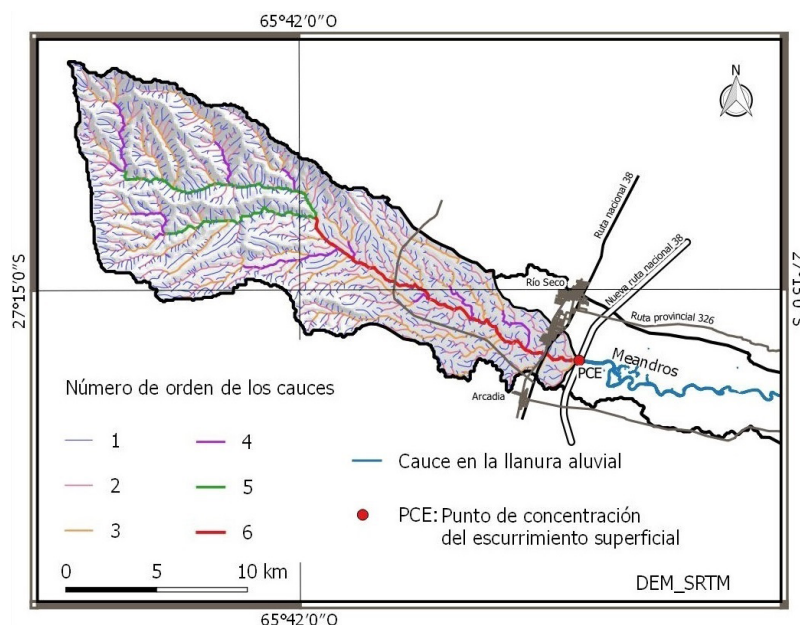 65°42'0"O
N
Ruta nacional 38
Nueva ruta nacional_38
27°15'0"S
27°15'0"S
Río Seco
Ruta provincial 326
Meandros
PCE
Arcadia
Número de orden de los cauces
1
2
3
4
5
6
Cauce en la llanura aluvial
PCE: Punto de concentración
del escurrimiento superficial
0 5 10 km
DEM_SRTM
65°42'0"O